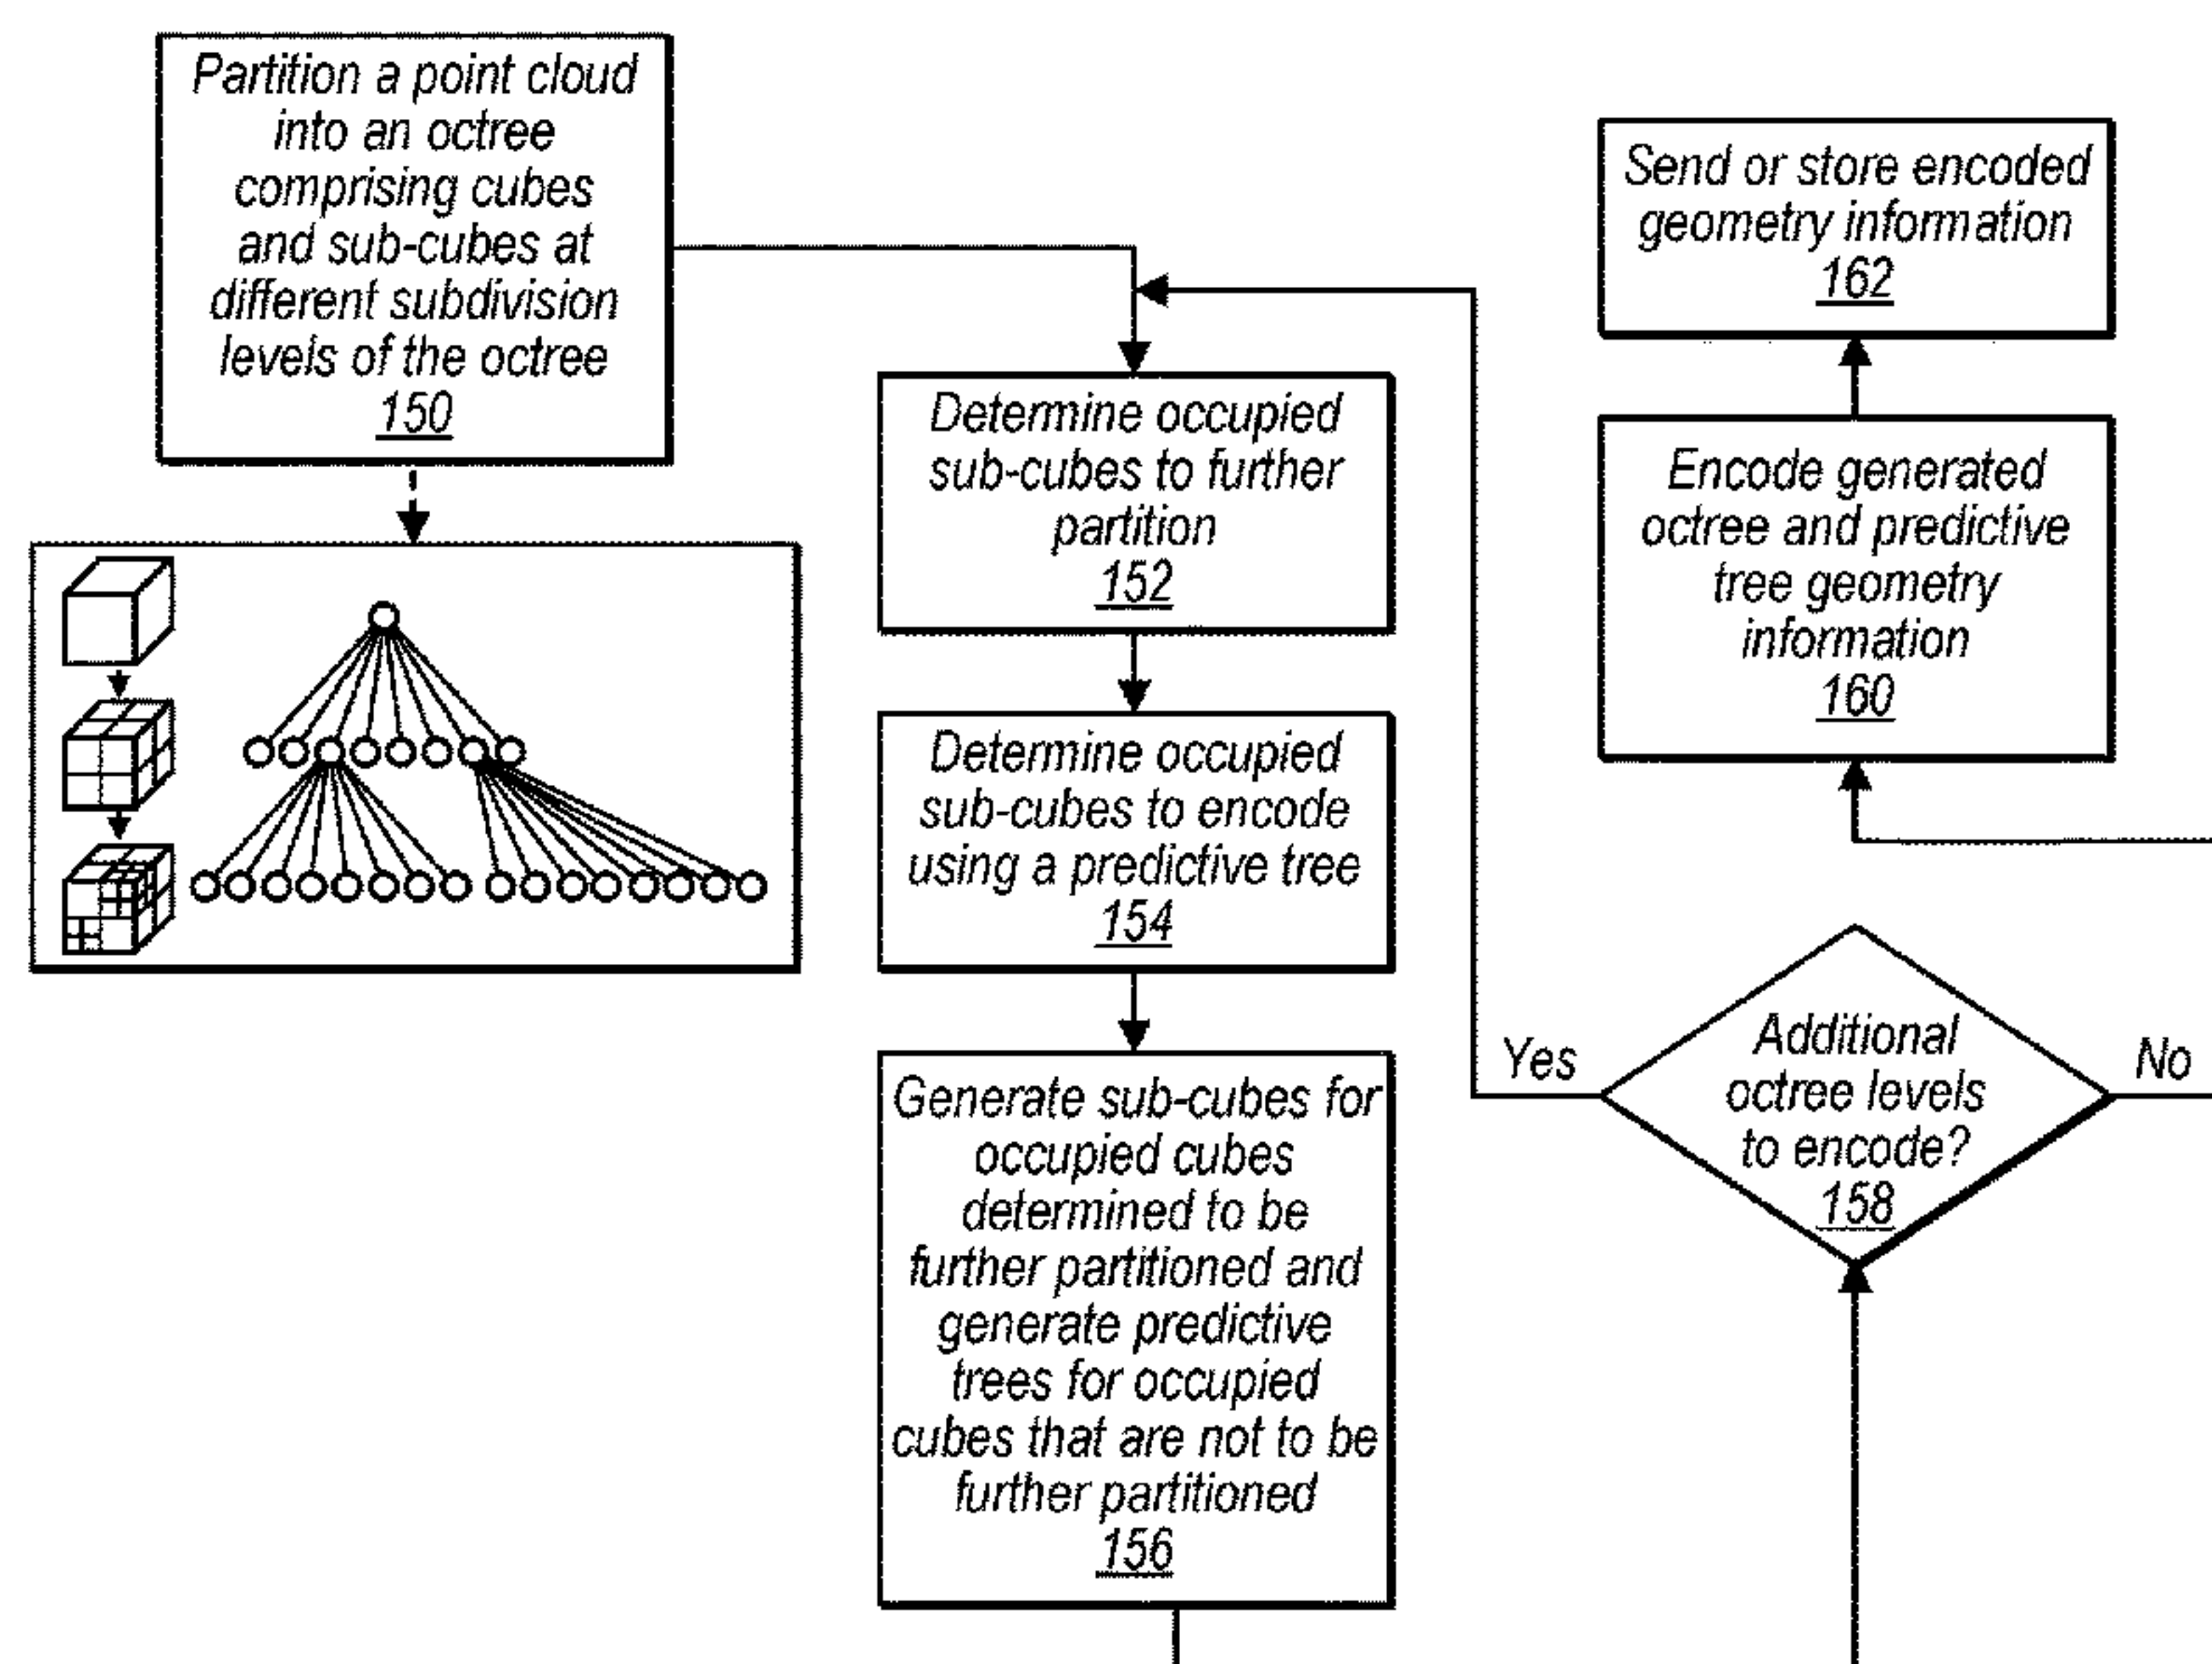 Partition a point cloud
into an octree
comprising cubes
and sub-cubes at
different subdivision
levels of the octree
150
Determine occupied
sub-cubes to further
partition
152
Determine occupied
sub-cubes to encode
using a predictive tree
154
Generate sub-cubes for
occupied cubes
determined to be
further partitioned and
generate predictive
trees for occupied
cubes that are not to be
further partitioned
156
Send or store encoded
geometry information
162
Encode generated
octree and predictive
tree geometry
information
160
Yes
Additional
octree levels
to encode?
158
No